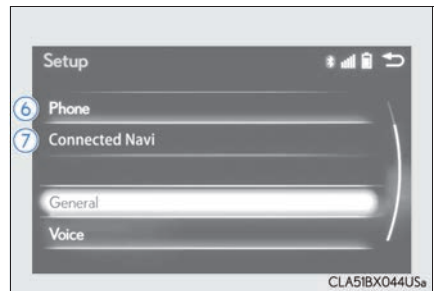 Setup
6 Phone
7 Connected Navi
General
Voice
CLA51BX044USa